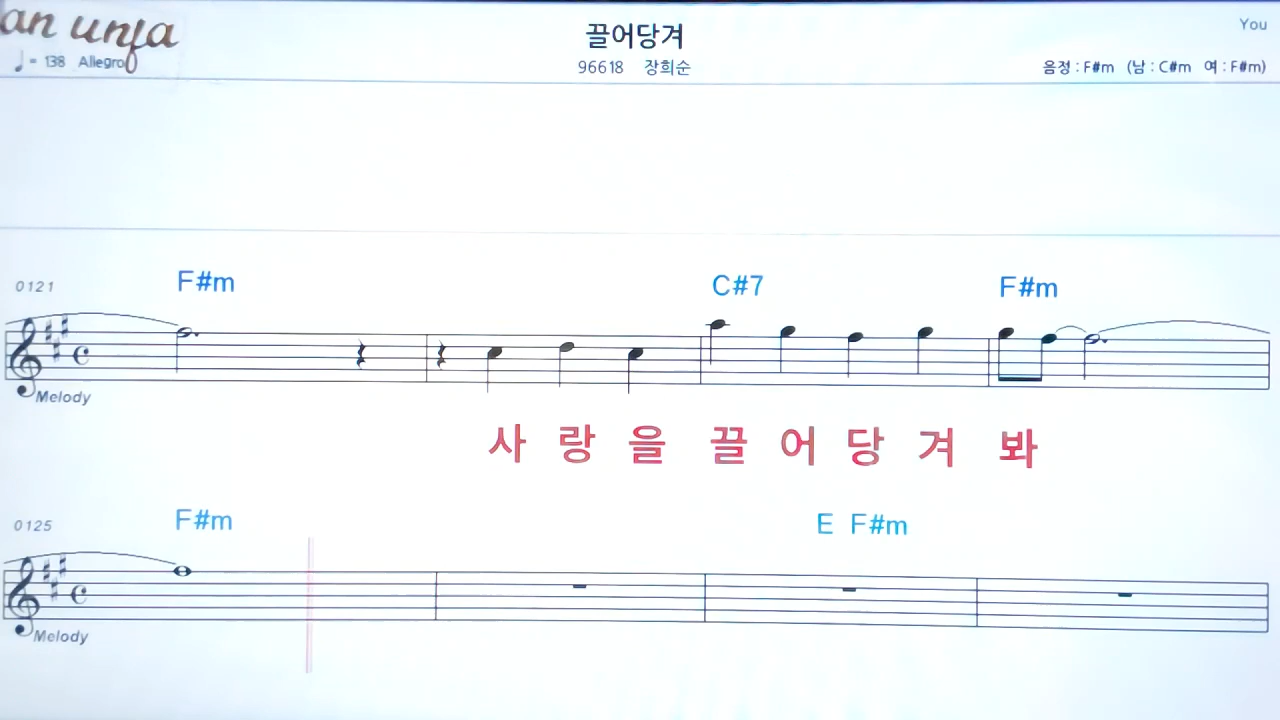 an unfa
♩ = 138 Allegro
끌어당겨
96618 장희순
You
음정 : F#m (남 : C#m 여 : F#m)
0121 F#m C#7 F#m
Melody
사 랑 을 끌 어 당 겨 봐
0125 F#m E F#m
Melody